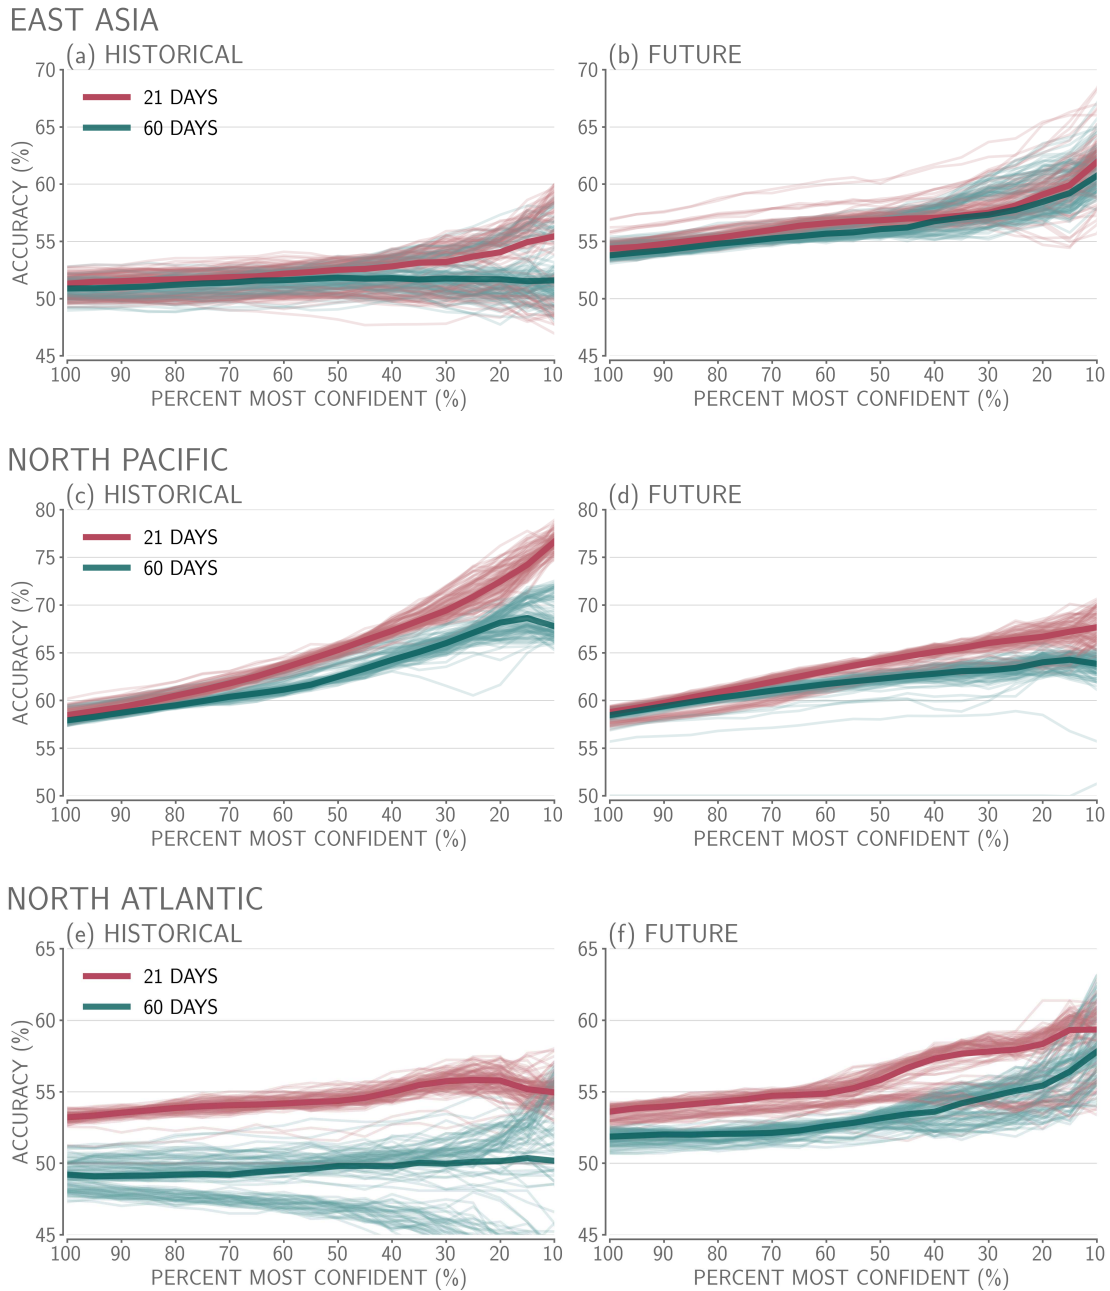 EAST ASIA
(a) HISTORICAL
(b) FUTURE
21 DAYS
60 DAYS
ACCURACY (%)
70
65
60
55
50
45
100 90 80 70 60 50 40 30 20 10
PERCENT MOST CONFIDENT (%)
70
65
60
55
50
45
100 90 80 70 60 50 40 30 20 10
PERCENT MOST CONFIDENT (%)
NORTH PACIFIC
(c) HISTORICAL
(d) FUTURE
21 DAYS
60 DAYS
ACCURACY (%)
80
75
70
65
60
55
50
100 90 80 70 60 50 40 30 20 10
PERCENT MOST CONFIDENT (%)
80
75
70
65
60
55
50
100 90 80 70 60 50 40 30 20 10
PERCENT MOST CONFIDENT (%)
NORTH ATLANTIC
(e) HISTORICAL
(f) FUTURE
21 DAYS
60 DAYS
ACCURACY (%)
65
60
55
50
45
100 90 80 70 60 50 40 30 20 10
PERCENT MOST CONFIDENT (%)
65
60
55
50
45
100 90 80 70 60 50 40 30 20 10
PERCENT MOST CONFIDENT (%)